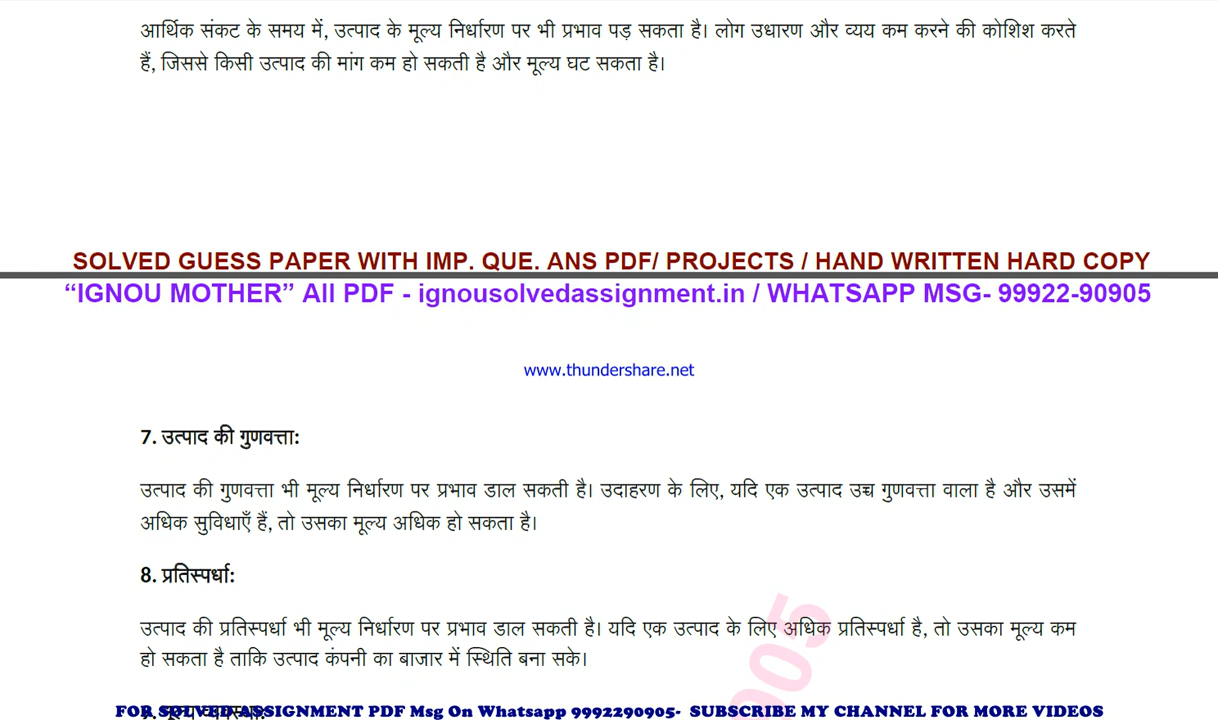 आर्थिक संकट के समय में, उत्पाद के मूल्य निर्धारण पर भी प्रभाव पड़ सकता है। लोग उधारण और व्यय कम करने की कोशिश करते
हैं, जिससे किसी उत्पाद की मांग कम हो सकती है और मूल्य घट सकता है।
SOLVED GUESS PAPER WITH IMP. QUE. ANS PDF/ PROJECTS / HAND WRITTEN HARD COPY
“IGNOU MOTHER” All PDF - ignousolvedassignment.in / WHATSAPP MSG- 99922-90905
www.thundershare.net
7. उत्पाद की गुणवत्ता:
उत्पाद की गुणवत्ता भी मूल्य निर्धारण पर प्रभाव डाल सकती है। उदाहरण के लिए, यदि एक उत्पाद उच्च गुणवत्ता वाला है और उसमें
अधिक सुविधाएँ हैं, तो उसका मूल्य अधिक हो सकता है।
8. प्रतिस्पर्धा:
उत्पाद की प्रतिस्पर्धा भी मूल्य निर्धारण पर प्रभाव डाल सकती है। यदि एक उत्पाद के लिए अधिक प्रतिस्पर्धा है, तो उसका मूल्य कम
हो सकता है ताकि उत्पाद कंपनी का बाजार में स्थिति बना सके।
005
FOR SOLVED ASSIGNMENT PDF Msg On Whatsapp 9992290905- SUBSCRIBE MY CHANNEL FOR MORE VIDEOS